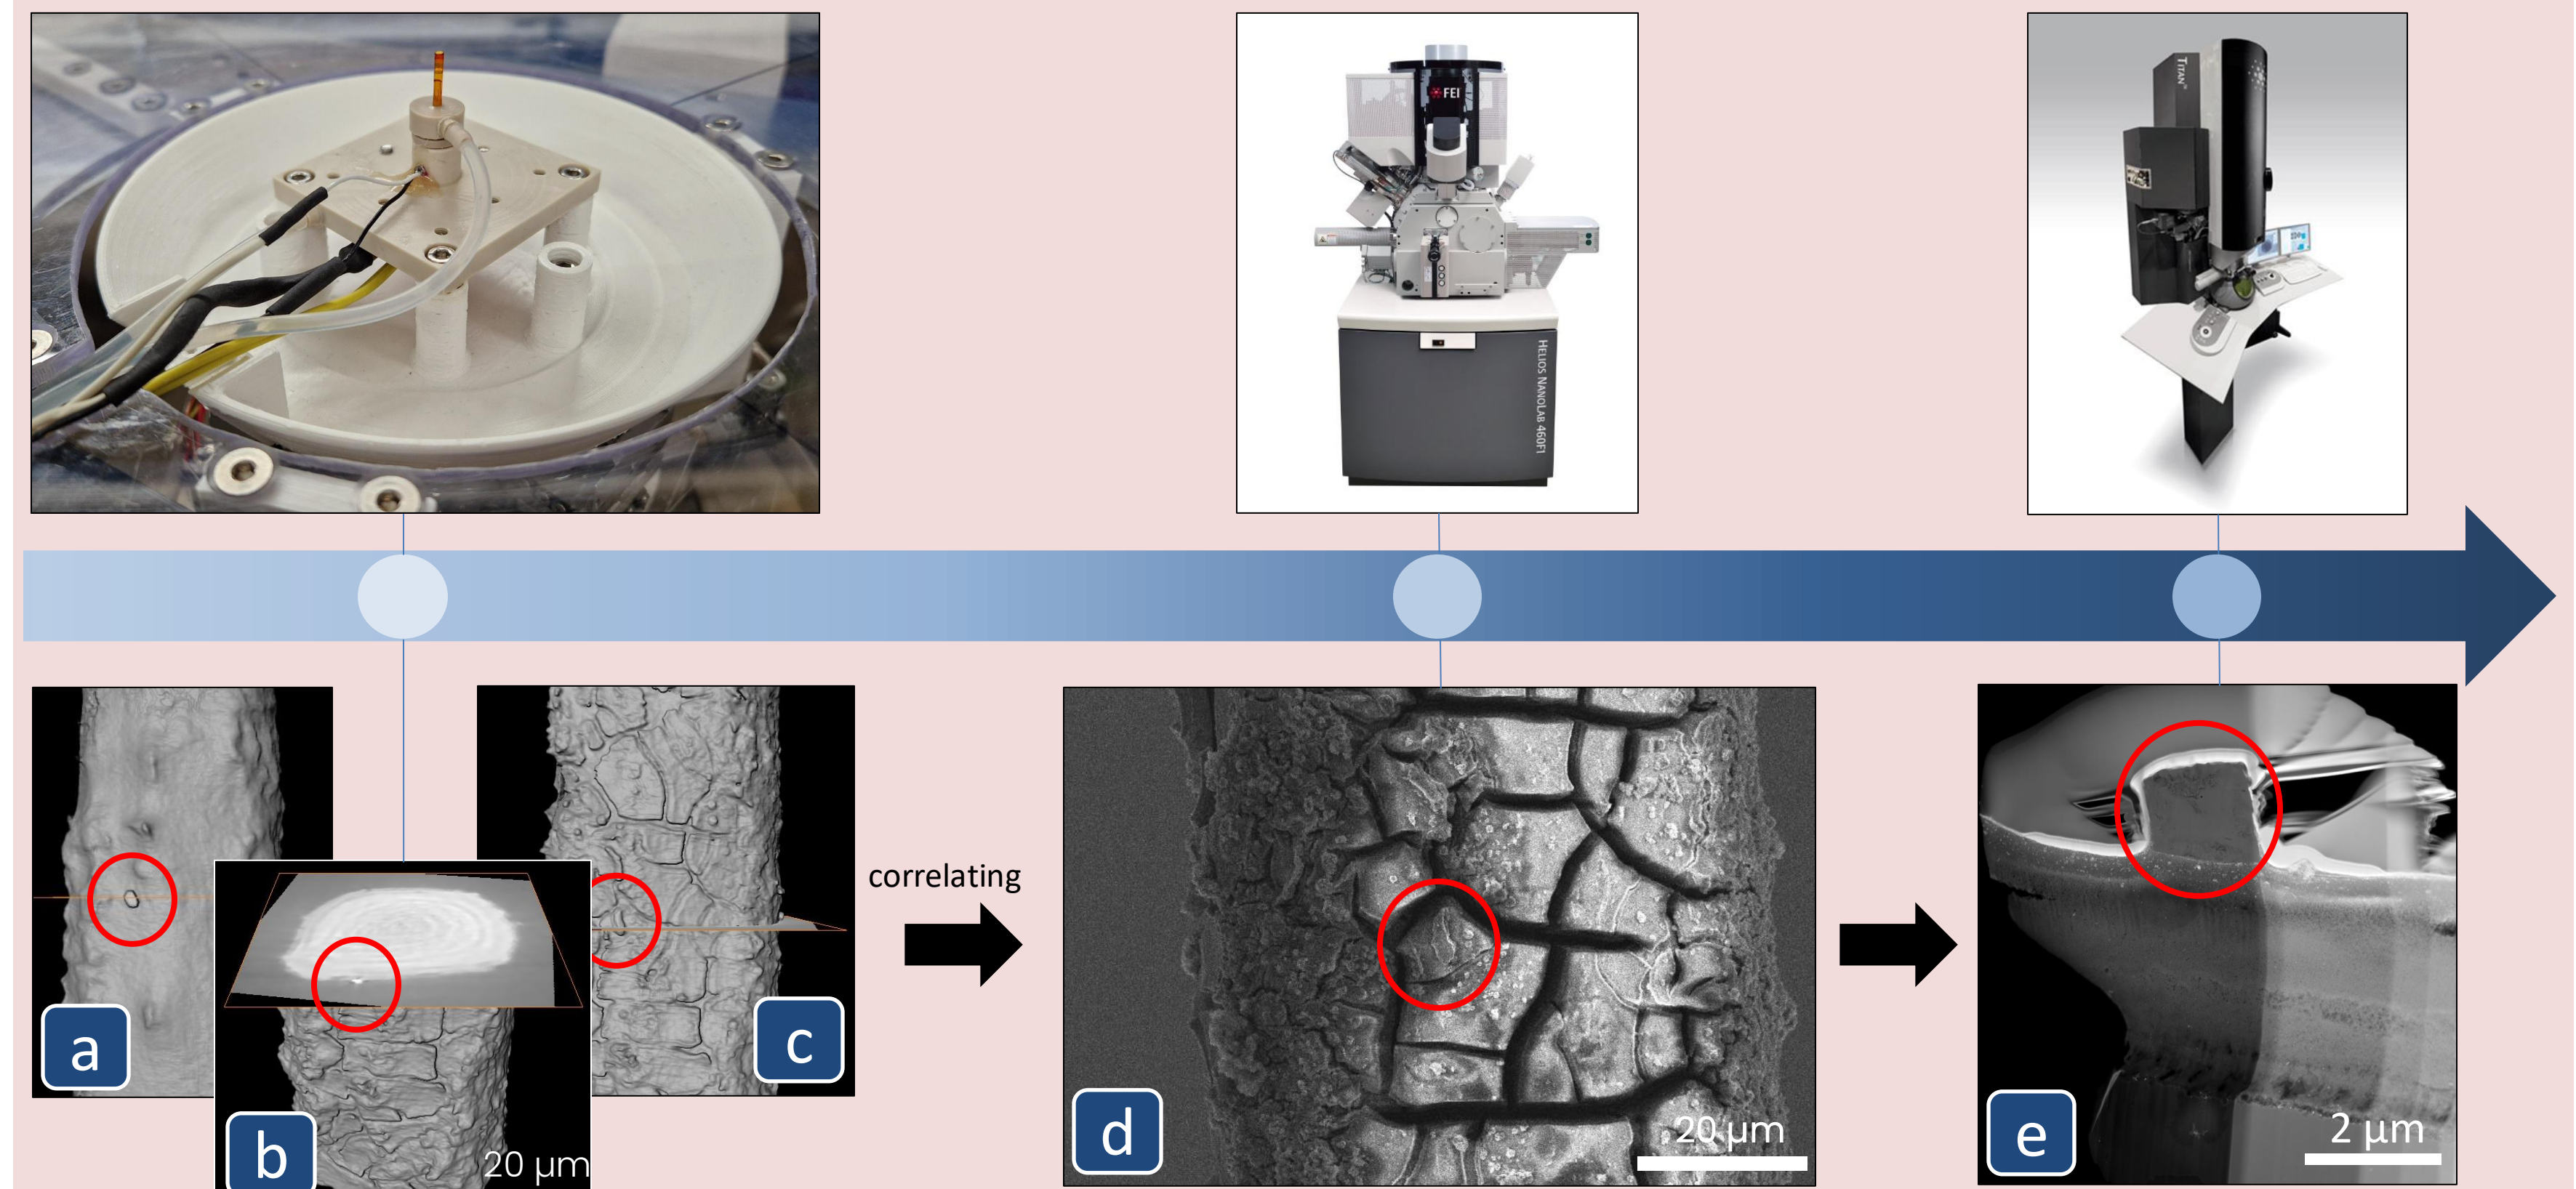 FEI
HELIOS NANOLAB 460F1
TITAN
correlating
a
b
20 µm
c
d
20 µm
e
2 µm